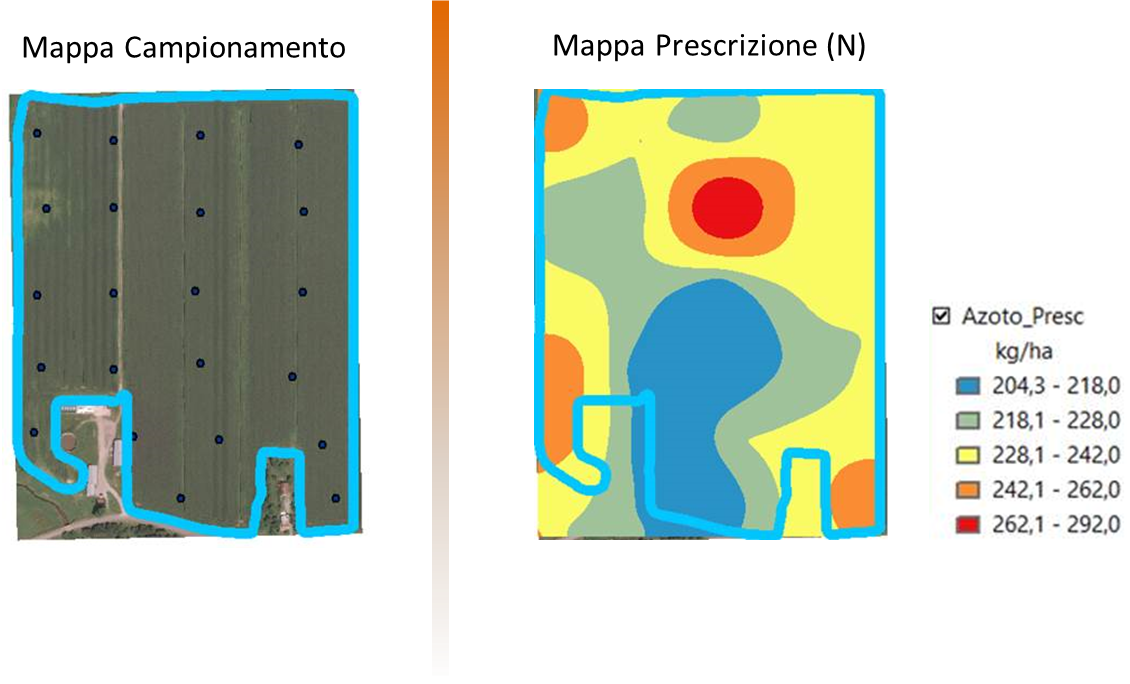 Mappa Campionamento
Mappa Prescrizione (N)
Azoto_Presc
kg/ha
204,3 - 218,0
218,1 - 228,0
228,1 - 242,0
242,1 - 262,0
262,1 - 292,0